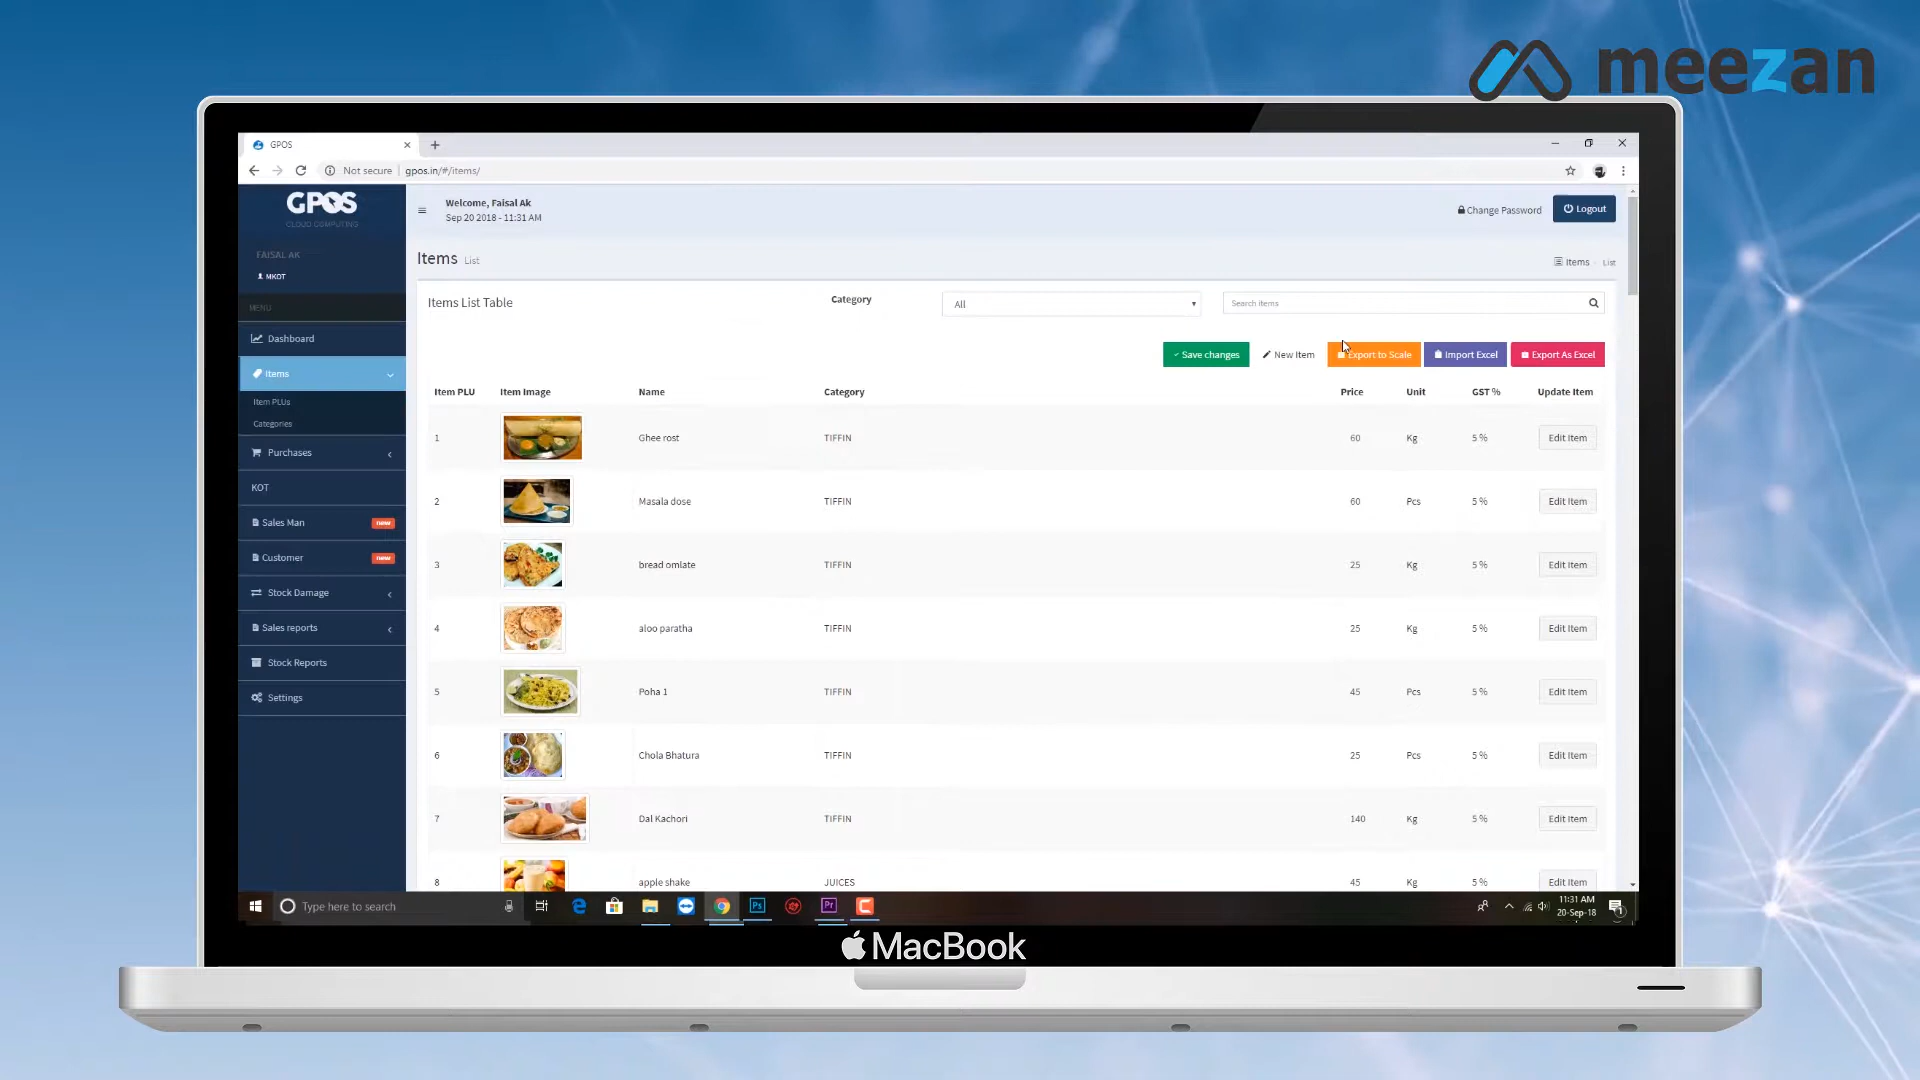 meezan
GPOS
Not secure | gpos.in/#/items/
GPOS
CLOUD COMPUTING
Welcome, Faisal Ak
Sep 20 2018 - 11:31 AM
Change Password
Logout
FAISAL AK
MKOT
MENU
Dashboard
Items
Item PLUs
Categories
Purchases
KOT
Sales Man new
Customer new
Stock Damage
Sales reports
Stock Reports
Settings
Items List
Items List
Items List Table
Category
All
Search items
Save changes
New Item
Export to Scale
Import Excel
Export As Excel
Item PLU Item Image Name Category Price Unit GST % Update Item
1 Ghee rost TIFFIN 60 Kg 5 % Edit Item
2 Masala dose TIFFIN 60 Pcs 5 % Edit Item
3 bread omlate TIFFIN 25 Kg 5 % Edit Item
4 aloo paratha TIFFIN 25 Kg 5 % Edit Item
5 Poha 1 TIFFIN 45 Pcs 5 % Edit Item
6 Chola Bhatura TIFFIN 25 Pcs 5 % Edit Item
7 Dal Kachori TIFFIN 140 Kg 5 % Edit Item
8 apple shake JUICES 45 Kg 5 % Edit Item
Type here to search
Ps
Pr
11:31 AM
20-Sep-18
1
MacBook